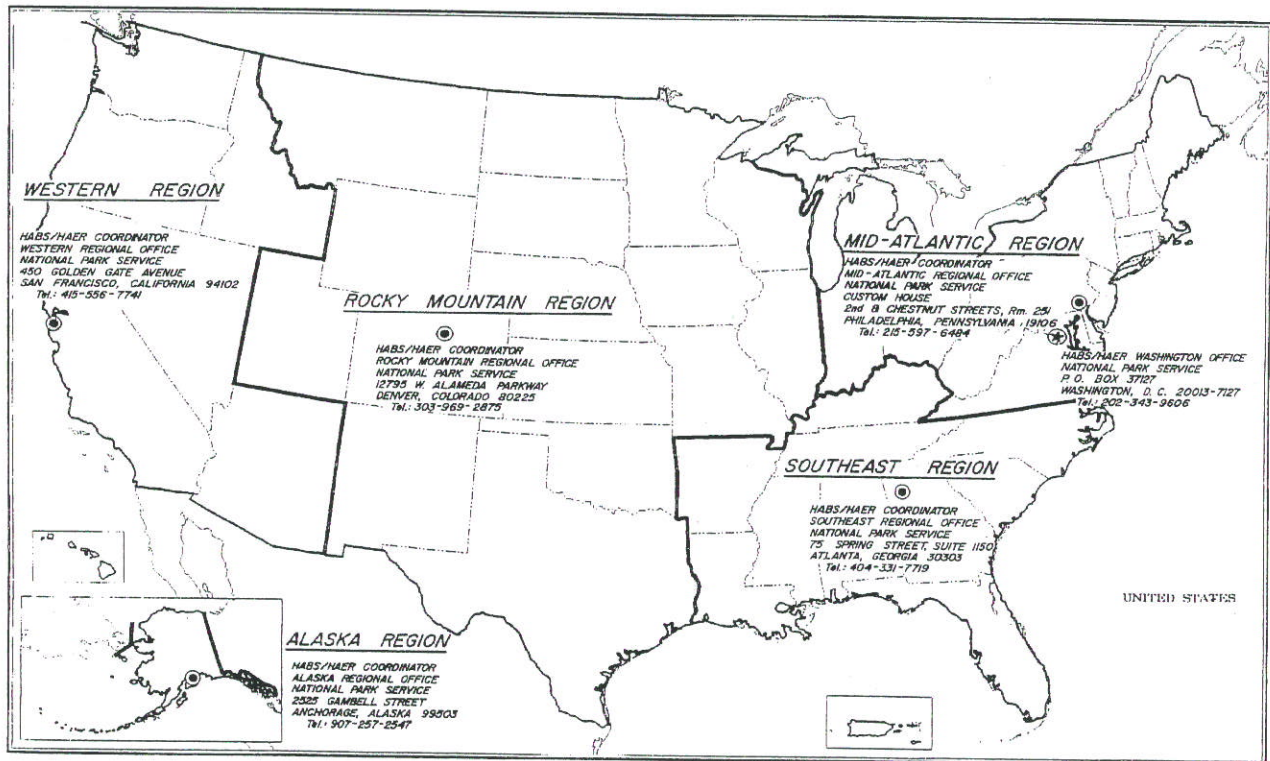 WESTERN REGION
HABS/HAER COORDINATOR
WESTERN REGIONAL OFFICE
NATIONAL PARK SERVICE
450 GOLDEN GATE AVENUE
SAN FRANCISCO, CALIFORNIA 94102
Tel.: 415-556-7741
ROCKY MOUNTAIN REGION
HABS/HAER COORDINATOR
ROCKY MOUNTAIN REGIONAL OFFICE
NATIONAL PARK SERVICE
12795 W. ALAMEDA PARKWAY
DENVER, COLORADO 80225
Tel.: 303-969-2875
MID-ATLANTIC REGION
HABS/HAER COORDINATOR
MID-ATLANTIC REGIONAL OFFICE
NATIONAL PARK SERVICE
CUSTOM HOUSE
2nd & CHESTNUT STREETS, Rm. 251
PHILADELPHIA, PENNSYLVANIA 19106
Tel.: 215-597-6484
HABS/HAER WASHINGTON OFFICE
NATIONAL PARK SERVICE
P. O. BOX 37127
WASHINGTON, D. C. 20013-7127
Tel.: 202-343-9606
SOUTHEAST REGION
HABS/HAER COORDINATOR
SOUTHEAST REGIONAL OFFICE
NATIONAL PARK SERVICE
75 SPRING STREET, SUITE 1150
ATLANTA, GEORGIA 30303
Tel.: 404-331-7719
UNITED STATES
ALASKA REGION
HABS/HAER COORDINATOR
ALASKA REGIONAL OFFICE
NATIONAL PARK SERVICE
2525 GAMBELL STREET
ANCHORAGE, ALASKA 99503
Tel.: 907-257-2547